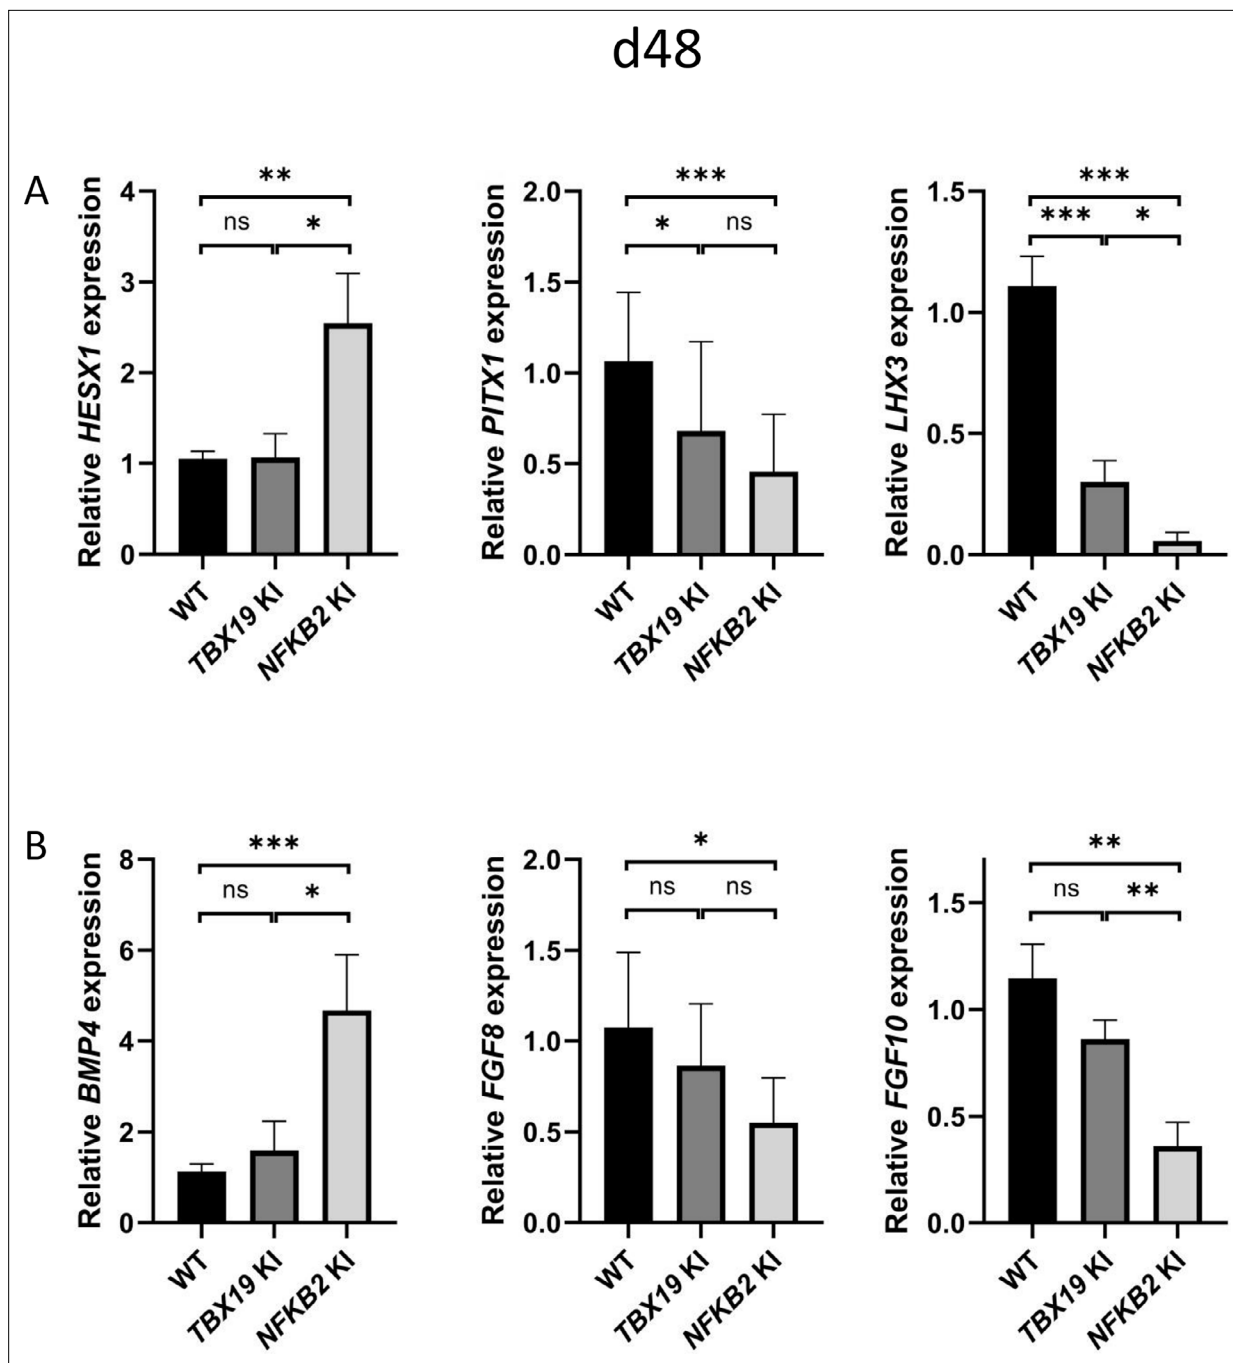 d48
A
Relative HESX1 expression
4
3
2
1
0
**
ns
*
WT
TBX19 KI
NFKB2 KI
Relative PITX1 expression
2.0
1.5
1.0
0.5
0.0
***
*
ns
WT
TBX19 KI
NFKB2 KI
Relative LHX3 expression
1.5
1.0
0.5
0.0
***
***
*
WT
TBX19 KI
NFKB2 KI
B
Relative BMP4 expression
8
6
4
2
0
***
ns
*
WT
TBX19 KI
NFKB2 KI
Relative FGF8 expression
2.0
1.5
1.0
0.5
0.0
*
ns
ns
WT
TBX19 KI
NFKB2 KI
Relative FGF10 expression
1.5
1.0
0.5
0.0
**
ns
**
WT
TBX19 KI
NFKB2 KI